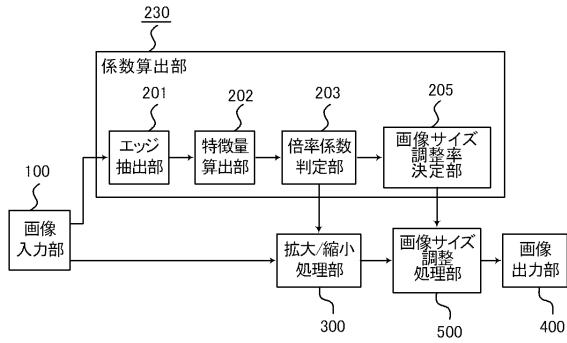 230
係数算出部
201
202
203
205
エッジ
抽出部
特徴量
算出部
倍率係数
判定部
画像サイズ
調整率
決定部
100
画像
入力部
拡大/縮小
処理部
画像サイズ
調整
処理部
画像
出力部
300
500
400